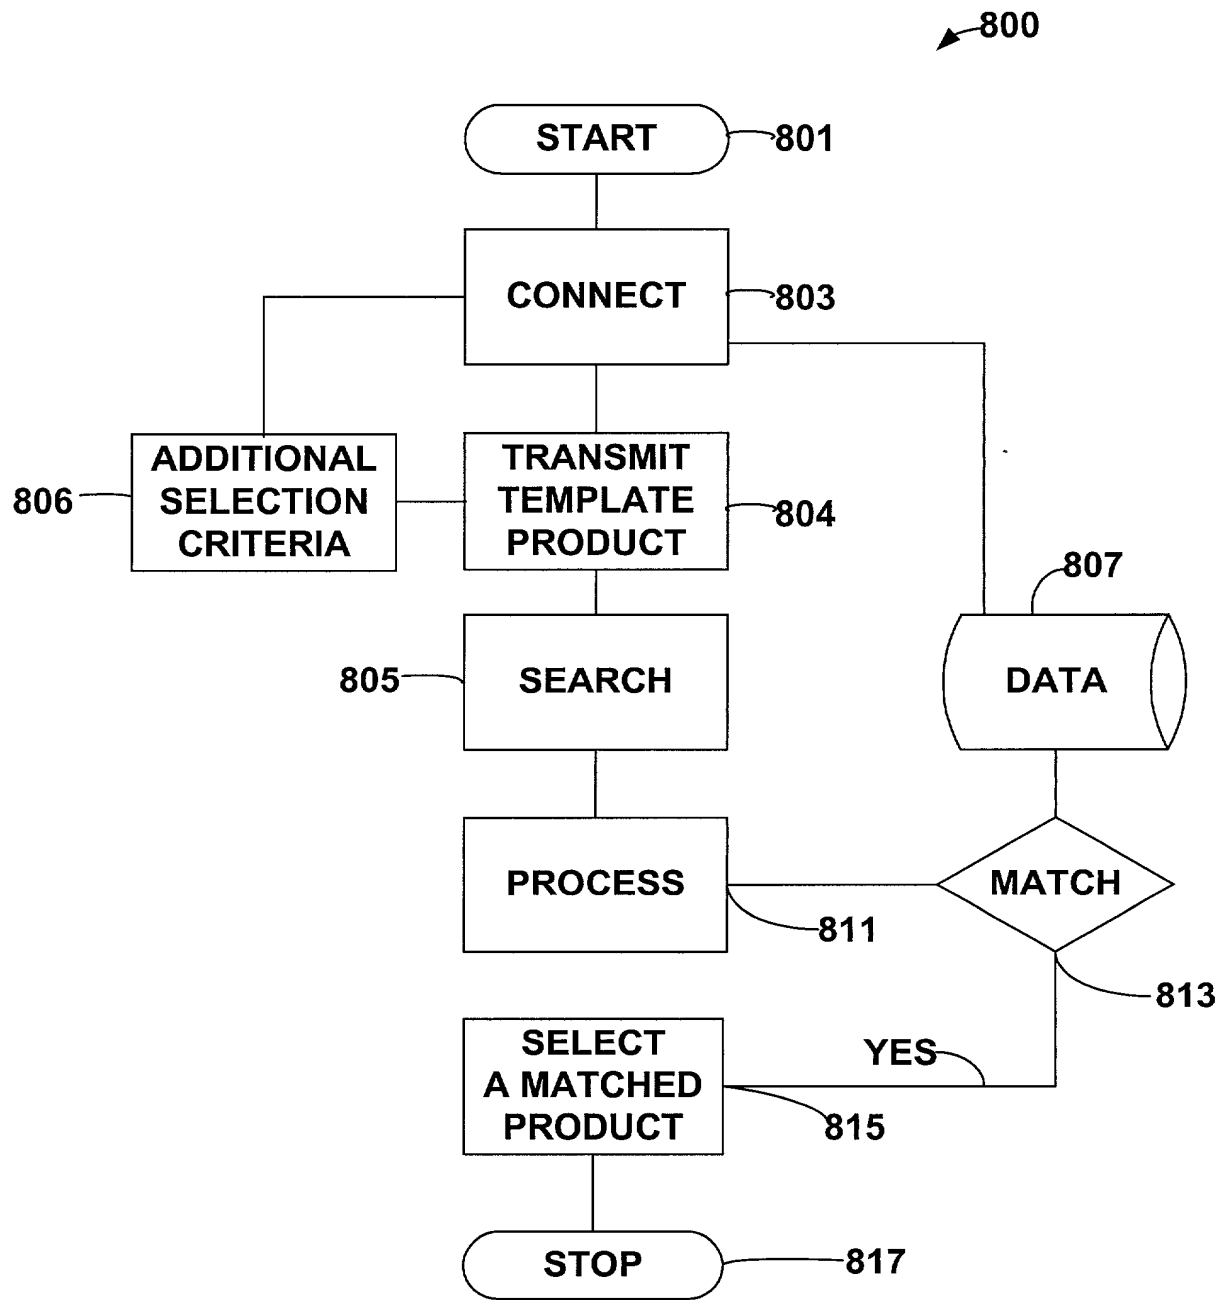 800
START
801
CONNECT
803
ADDITIONAL
SELECTION
CRITERIA
806
TRANSMIT
TEMPLATE
PRODUCT
804
807
805
SEARCH
DATA
PROCESS
811
MATCH
813
SELECT
A MATCHED
PRODUCT
YES
815
STOP
817